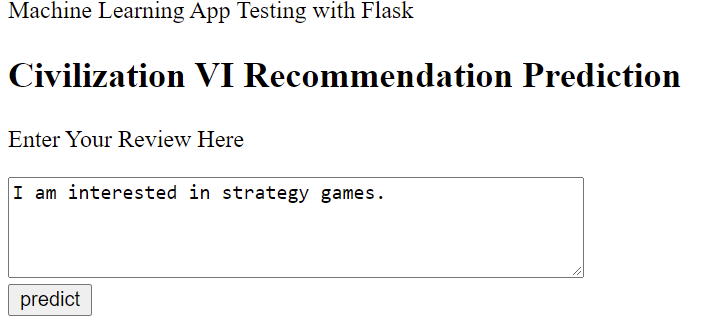 Machine Learning App Testing with Flask
Civilization VI Recommendation Prediction
Enter Your Review Here
I am interested in strategy games.
predict